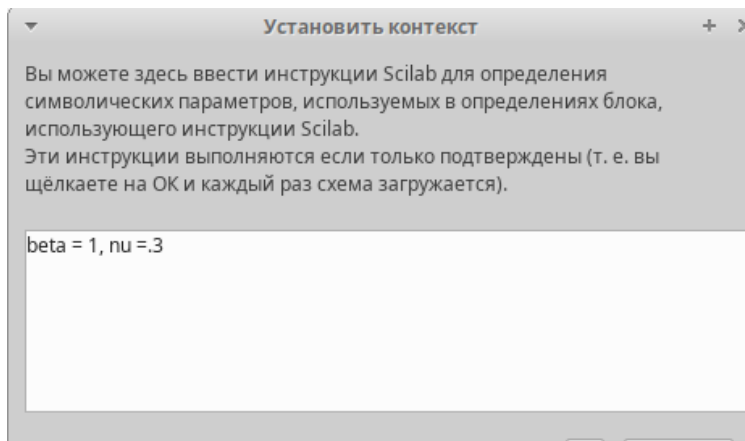 Установить контекст
Вы можете здесь ввести инструкции Scilab для определения
символических параметров, используемых в определениях блока,
использующего инструкции Scilab.
Эти инструкции выполняются если только подтверждены (т. е. вы
щёлкаете на ОК и каждый раз схема загружается).
beta = 1, nu =.3